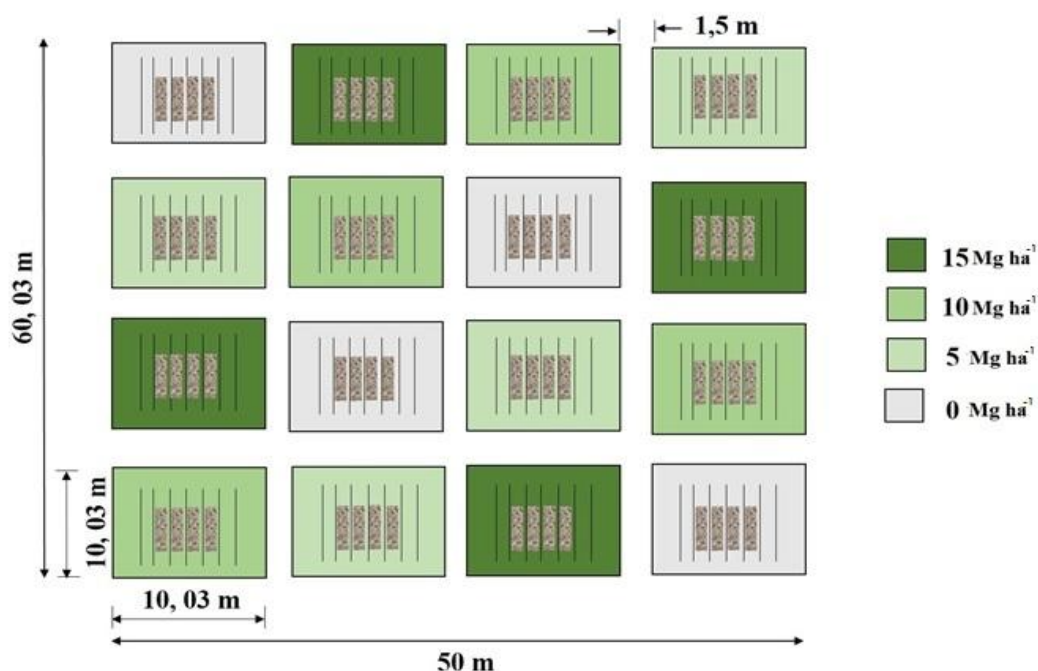 1,5 m
60, 03 m
15 Mg ha⁻¹
10 Mg ha⁻¹
5 Mg ha⁻¹
0 Mg ha⁻¹
10, 03 m
10, 03 m
50 m